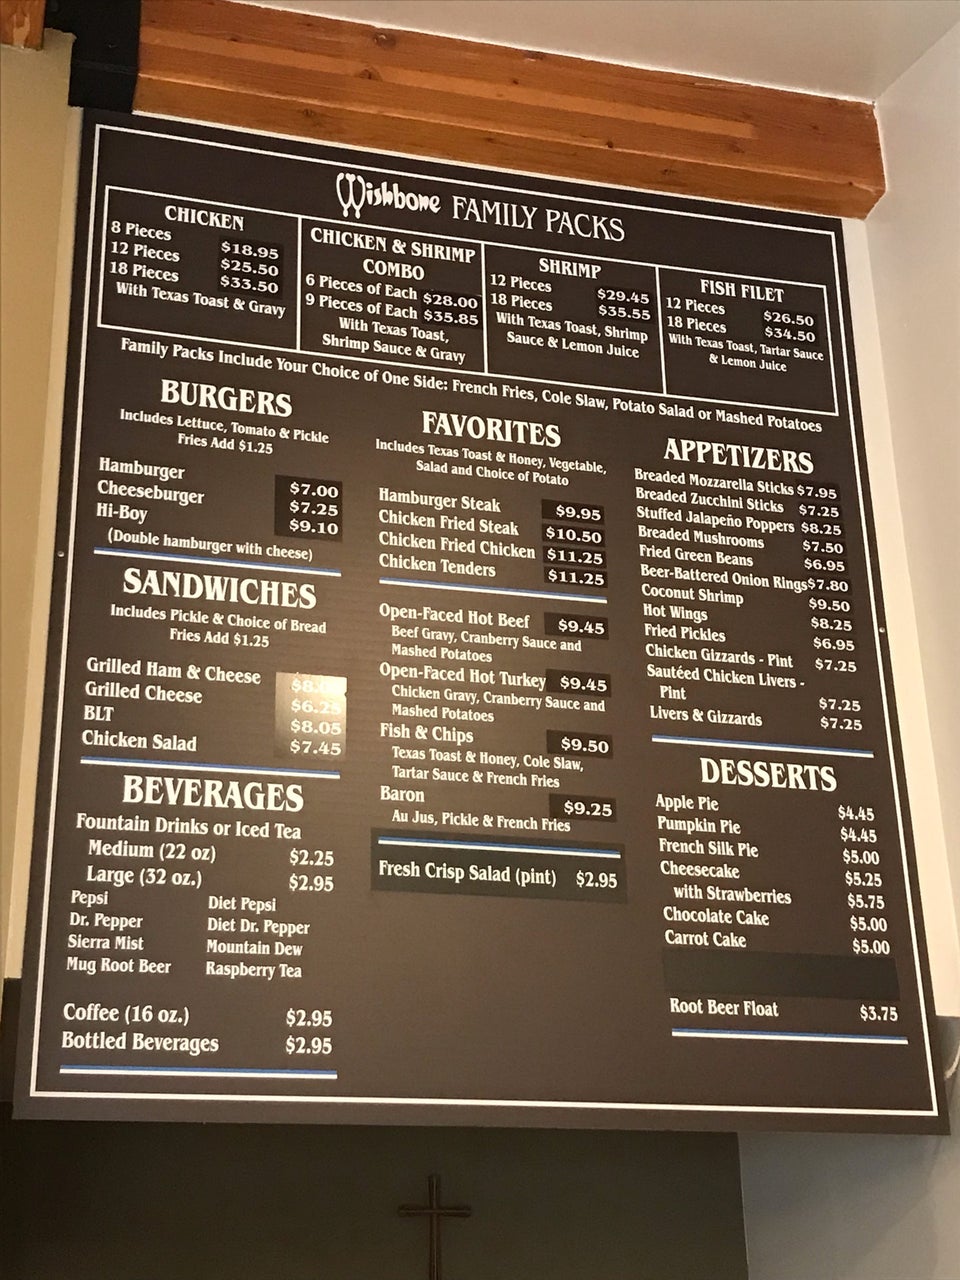 Wishbone FAMILY PACKS
CHICKEN
8 Pieces $18.95
12 Pieces $25.50
18 Pieces $33.50
With Texas Toast & Gravy
CHICKEN & SHRIMP
COMBO
6 Pieces of Each $28.00
9 Pieces of Each $35.85
With Texas Toast,
Shrimp Sauce & Gravy
SHRIMP
12 Pieces $29.45
18 Pieces $35.55
With Texas Toast, Shrimp
Sauce & Lemon Juice
FISH FILET
12 Pieces $26.50
18 Pieces $34.50
With Texas Toast, Tartar Sauce
& Lemon Juice
Family Packs Include Your Choice of One Side: French Fries, Cole Slaw, Potato Salad or Mashed Potatoes
BURGERS
Includes Lettuce, Tomato & Pickle
Fries Add $1.25
Hamburger $7.00
Cheeseburger $7.25
Hi-Boy $9.10
(Double hamburger with cheese)
SANDWICHES
Includes Pickle & Choice of Bread
Fries Add $1.25
Grilled Ham & Cheese
Grilled Cheese $6.25
BLT $8.05
Chicken Salad $7.45
BEVERAGES
Fountain Drinks or Iced Tea
Medium (22 oz) $2.25
Large (32 oz.) $2.95
Pepsi Diet Pepsi
Dr. Pepper Diet Dr. Pepper
Sierra Mist Mountain Dew
Mug Root Beer Raspberry Tea
Coffee (16 oz.) $2.95
Bottled Beverages $2.95
FAVORITES
Includes Texas Toast & Honey, Vegetable,
Salad and Choice of Potato
Hamburger Steak $9.95
Chicken Fried Steak $10.50
Chicken Fried Chicken $11.25
Chicken Tenders $11.25
Open-Faced Hot Beef $9.45
Beef Gravy, Cranberry Sauce and
Mashed Potatoes
Open-Faced Hot Turkey $9.45
Chicken Gravy, Cranberry Sauce and
Mashed Potatoes
Fish & Chips $9.50
Texas Toast & Honey, Cole Slaw,
Tartar Sauce & French Fries
Baron $9.25
Au Jus, Pickle & French Fries
Fresh Crisp Salad (pint) $2.95
APPETIZERS
Breaded Mozzarella Sticks $7.95
Breaded Zucchini Sticks $7.25
Stuffed Jalapeño Poppers $8.25
Breaded Mushrooms $7.50
Fried Green Beans $6.95
Beer-Battered Onion Rings $7.80
Coconut Shrimp $9.50
Hot Wings $8.25
Fried Pickles $6.95
Chicken Gizzards - Pint $7.25
Sautéed Chicken Livers -
Pint $7.25
Livers & Gizzards $7.25
DESSERTS
Apple Pie $4.45
Pumpkin Pie $4.45
French Silk Pie $5.00
Cheesecake $5.25
with Strawberries $5.75
Chocolate Cake $5.00
Carrot Cake $5.00
Root Beer Float $3.75